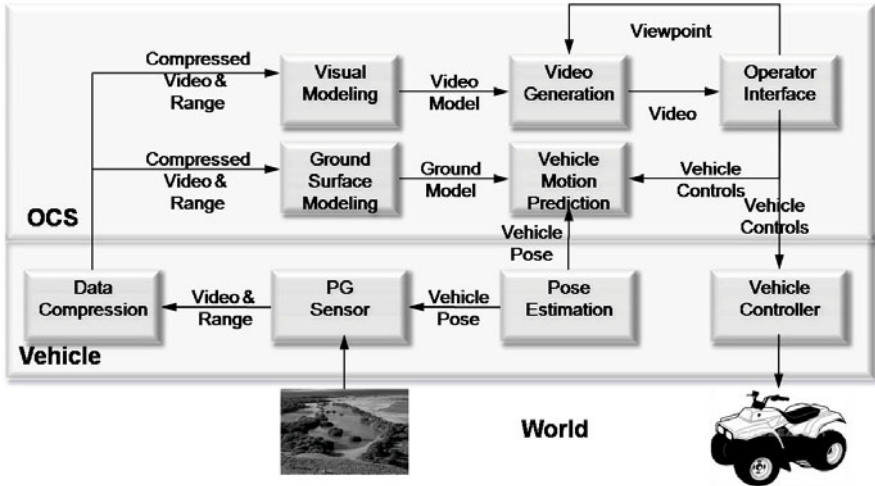 Viewpoint
Compressed
Video &
Range
Visual
Modeling
Video
Model
Video
Generation
Video
Operator
Interface
Compressed
Video &
Range
Ground
Surface
Modeling
Ground
Model
Vehicle
Motion
Prediction
Vehicle
Controls
Vehicle
Controls
OCS
Vehicle
Pose
Data
Compression
Video &
Range
PG
Sensor
Vehicle
Pose
Pose
Estimation
Vehicle
Controller
Vehicle
World